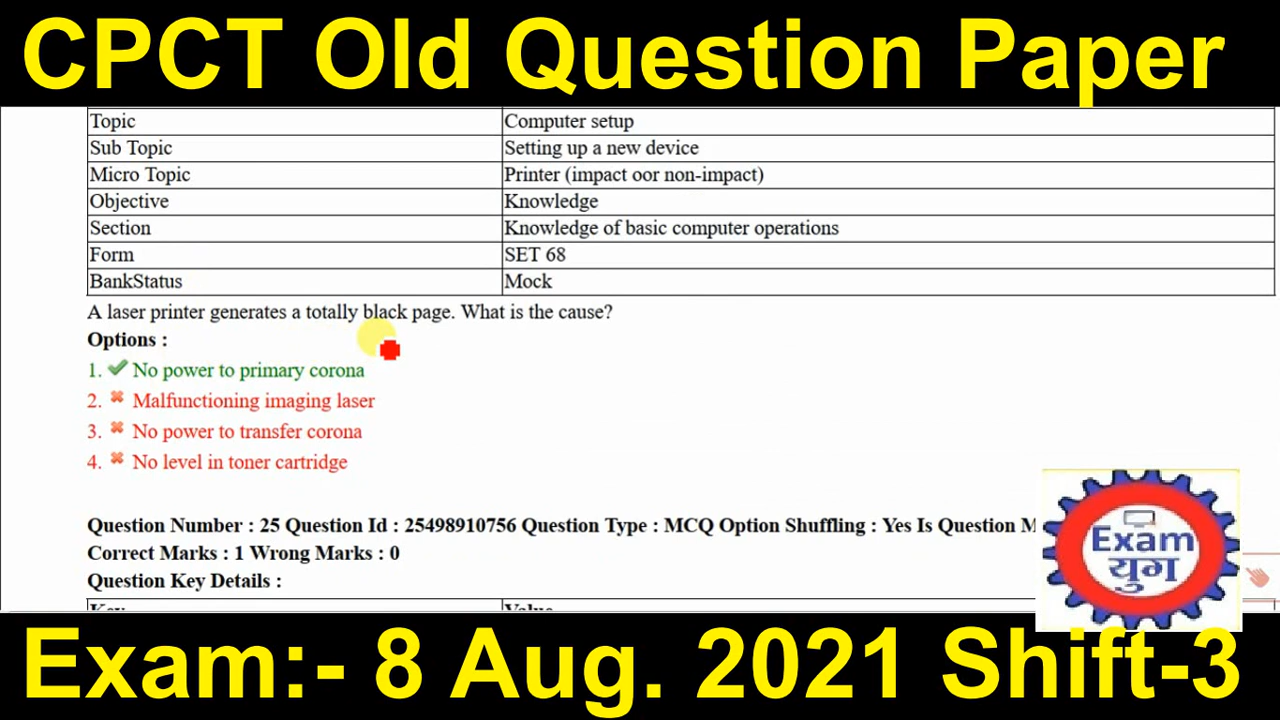 CPCT Old Question Paper
Topic Computer setup
Sub Topic Setting up a new device
Micro Topic Printer (impact oor non-impact)
Objective Knowledge
Section Knowledge of basic computer operations
Form SET 68
BankStatus Mock
A laser printer generates a totally black page. What is the cause?
Options :
1. No power to primary corona
2. Malfunctioning imaging laser
3. No power to transfer corona
4. No level in toner cartridge
Question Number : 25 Question Id : 25498910756 Question Type : MCQ Option Shuffling : Yes Is Question M
Correct Marks : 1 Wrong Marks : 0
Question Key Details :
Key Value
Exam
युग
Exam:- 8 Aug. 2021 Shift-3